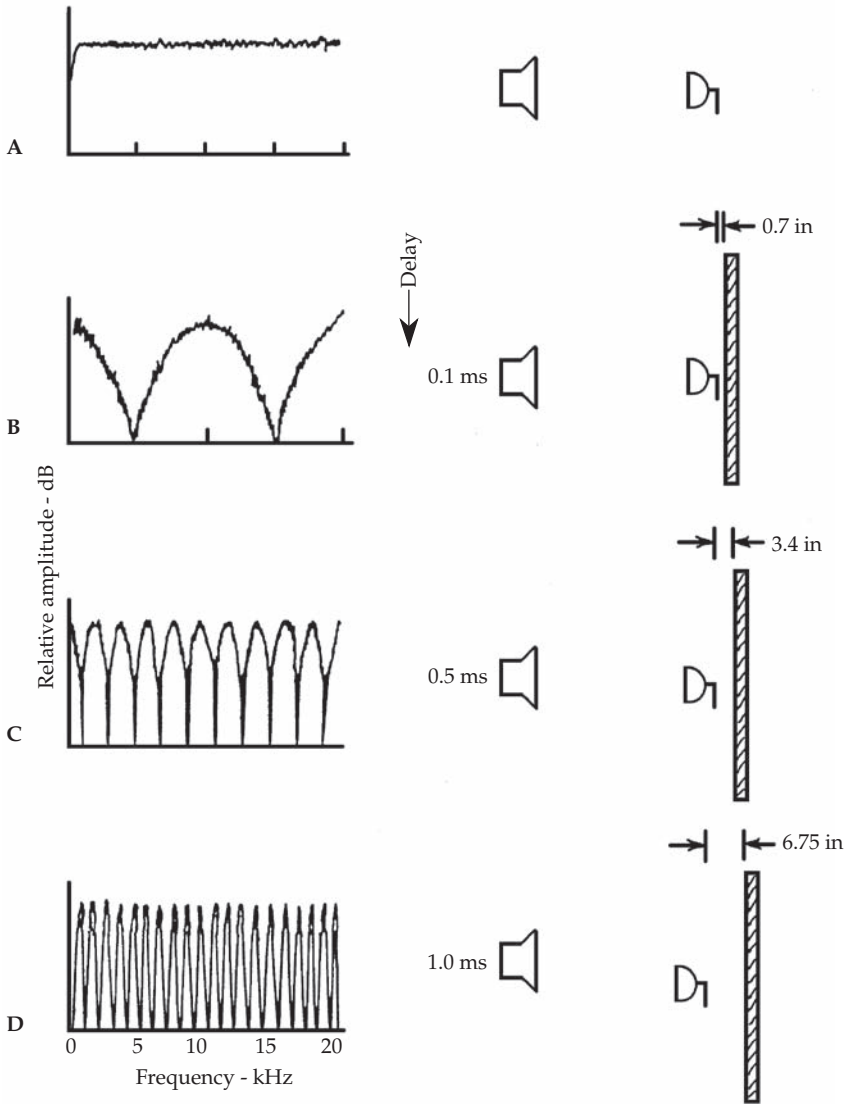 A
0.7 in
Delay
0.1 ms
B
Relative amplitude - dB
3.4 in
0.5 ms
C
6.75 in
1.0 ms
D
0 5 10 15 20
Frequency - kHz